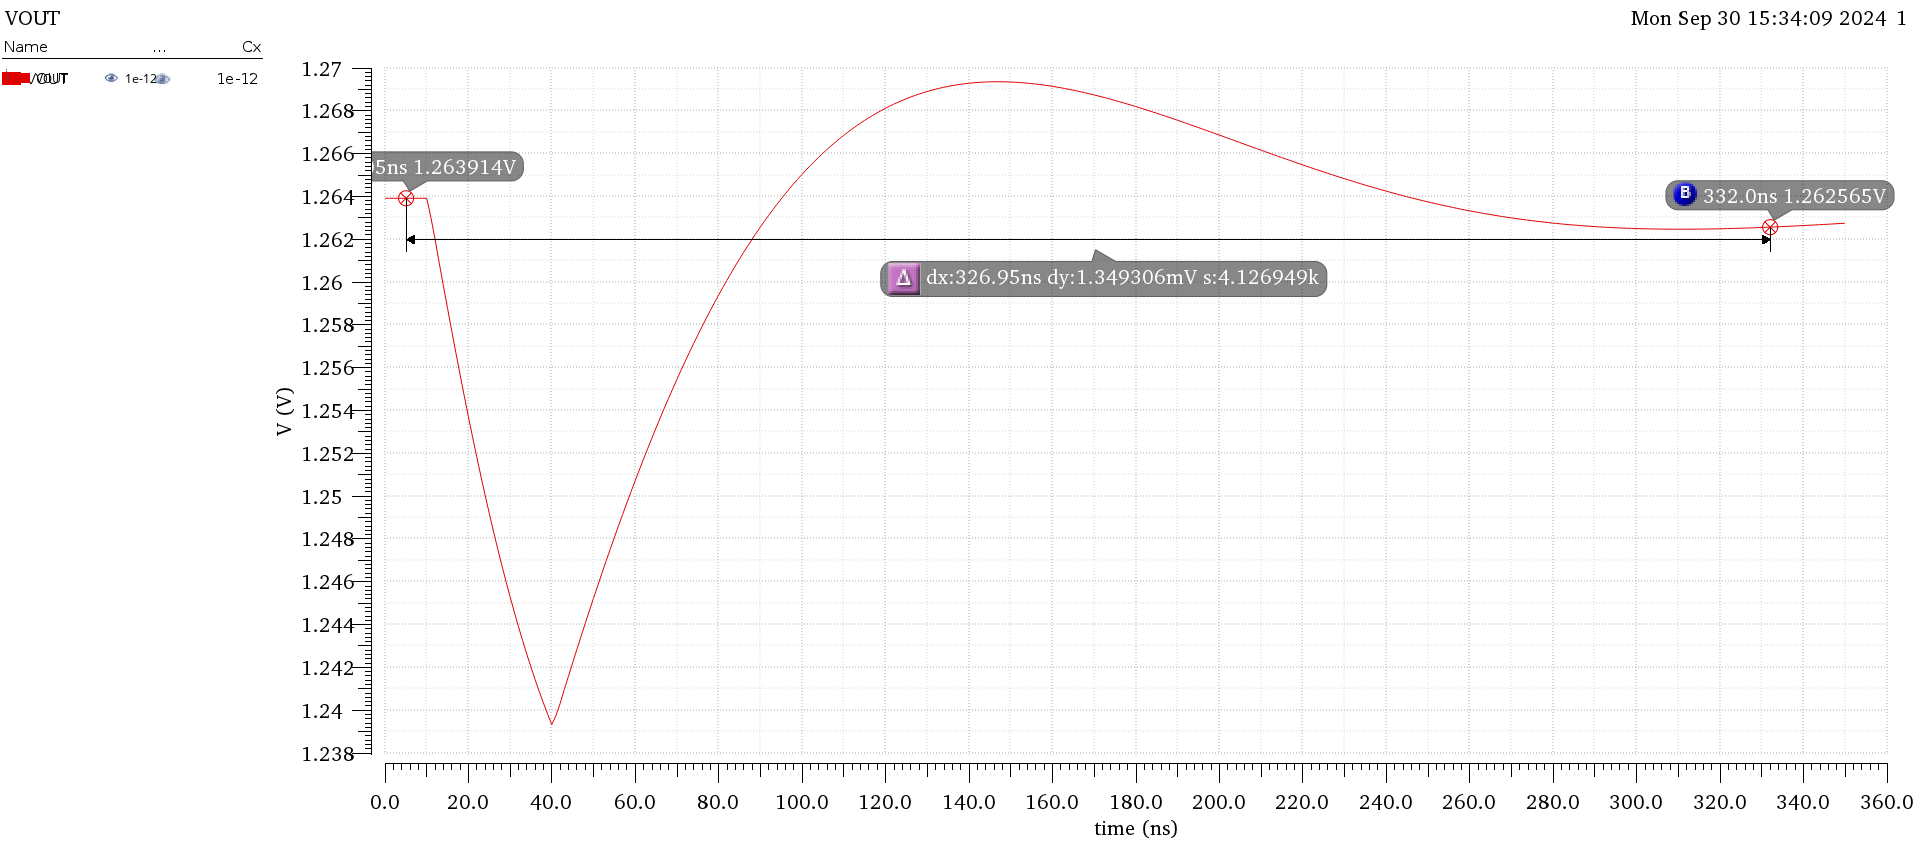 VOUT
Mon Sep 30 15:34:09 2024 1
Name ... Cx
/VOUT 1e-12 1e-12
1.27
1.268
1.266
5ns 1.263914V
1.264
B 332.0ns 1.262565V
1.262
Δ dx:326.95ns dy:1.349306mV s:4.126949k
1.26
1.258
1.256
1.254
V (V)
1.252
1.25
1.248
1.246
1.244
1.242
1.24
1.238
0.0 20.0 40.0 60.0 80.0 100.0 120.0 140.0 160.0 180.0 200.0 220.0 240.0 260.0 280.0 300.0 320.0 340.0 360.0
time (ns)